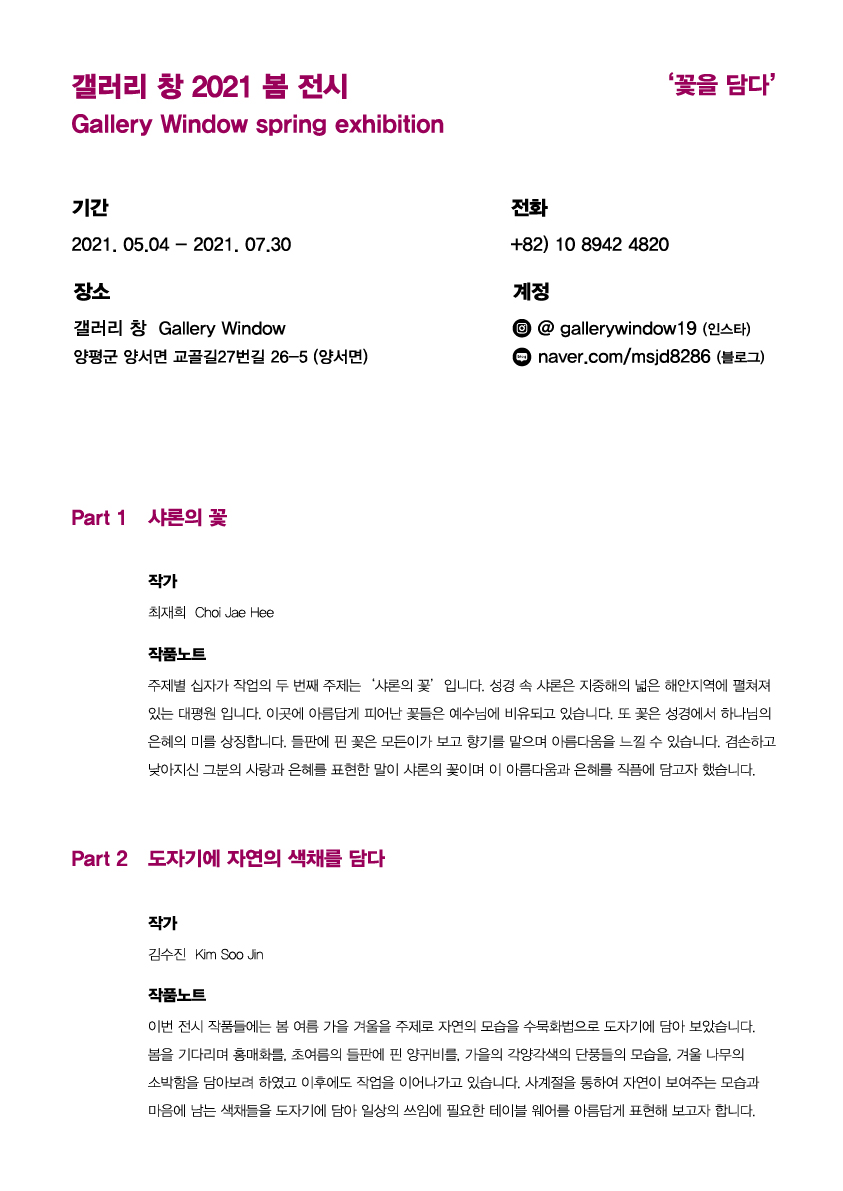 갤러리 창 2021 봄 전시
‘꽃을 담다’
Gallery Window spring exhibition
기간
2021. 05.04 – 2021. 07.30
장소
갤러리 창  Gallery Window
양평군 양서면 교골길27번길 26–5 (양서면)
전화
+82) 10 8942 4820
계정
@ gallerywindow19 (인스타)
naver.com/msjd8286 (블로그)
Part 1 샤론의 꽃
작가
최재희  Choi Jae Hee
작품노트
주제별 십자가 작업의 두 번째 주제는 ‘샤론의 꽃’ 입니다. 성경 속 샤론은 지중해의 넓은 해안지역에 펼쳐져
있는 대평원 입니다. 이곳에 아름답게 피어난 꽃들은 예수님에 비유되고 있습니다. 또 꽃은 성경에서 하나님의
은혜의 미를 상징합니다. 들판에 핀 꽃은 모든이가 보고 향기를 맡으며 아름다움을 느낄 수 있습니다. 겸손하고
낮아지신 그분의 사랑과 은혜를 표현한 말이 샤론의 꽃이며 이 아름다움과 은혜를 직픔에 담고자 했습니다.
Part 2 도자기에 자연의 색채를 담다
작가
김수진  Kim Soo Jin
작품노트
이번 전시 작품들에는 봄 여름 가을 겨울을 주제로 자연의 모습을 수묵화법으로 도자기에 담아 보았습니다.
봄을 기다리며 홍매화를, 초여름의 들판에 핀 양귀비를, 가을의 각양각색의 단풍들의 모습을, 겨울 나무의
소박함을 담아보려 하였고 이후에도 작업을 이어나가고 있습니다. 사계절을 통하여 자연이 보여주는 모습과
마음에 남는 색채들을 도자기에 담아 일상의 쓰임에 필요한 테이블 웨어를 아름답게 표현해 보고자 합니다.